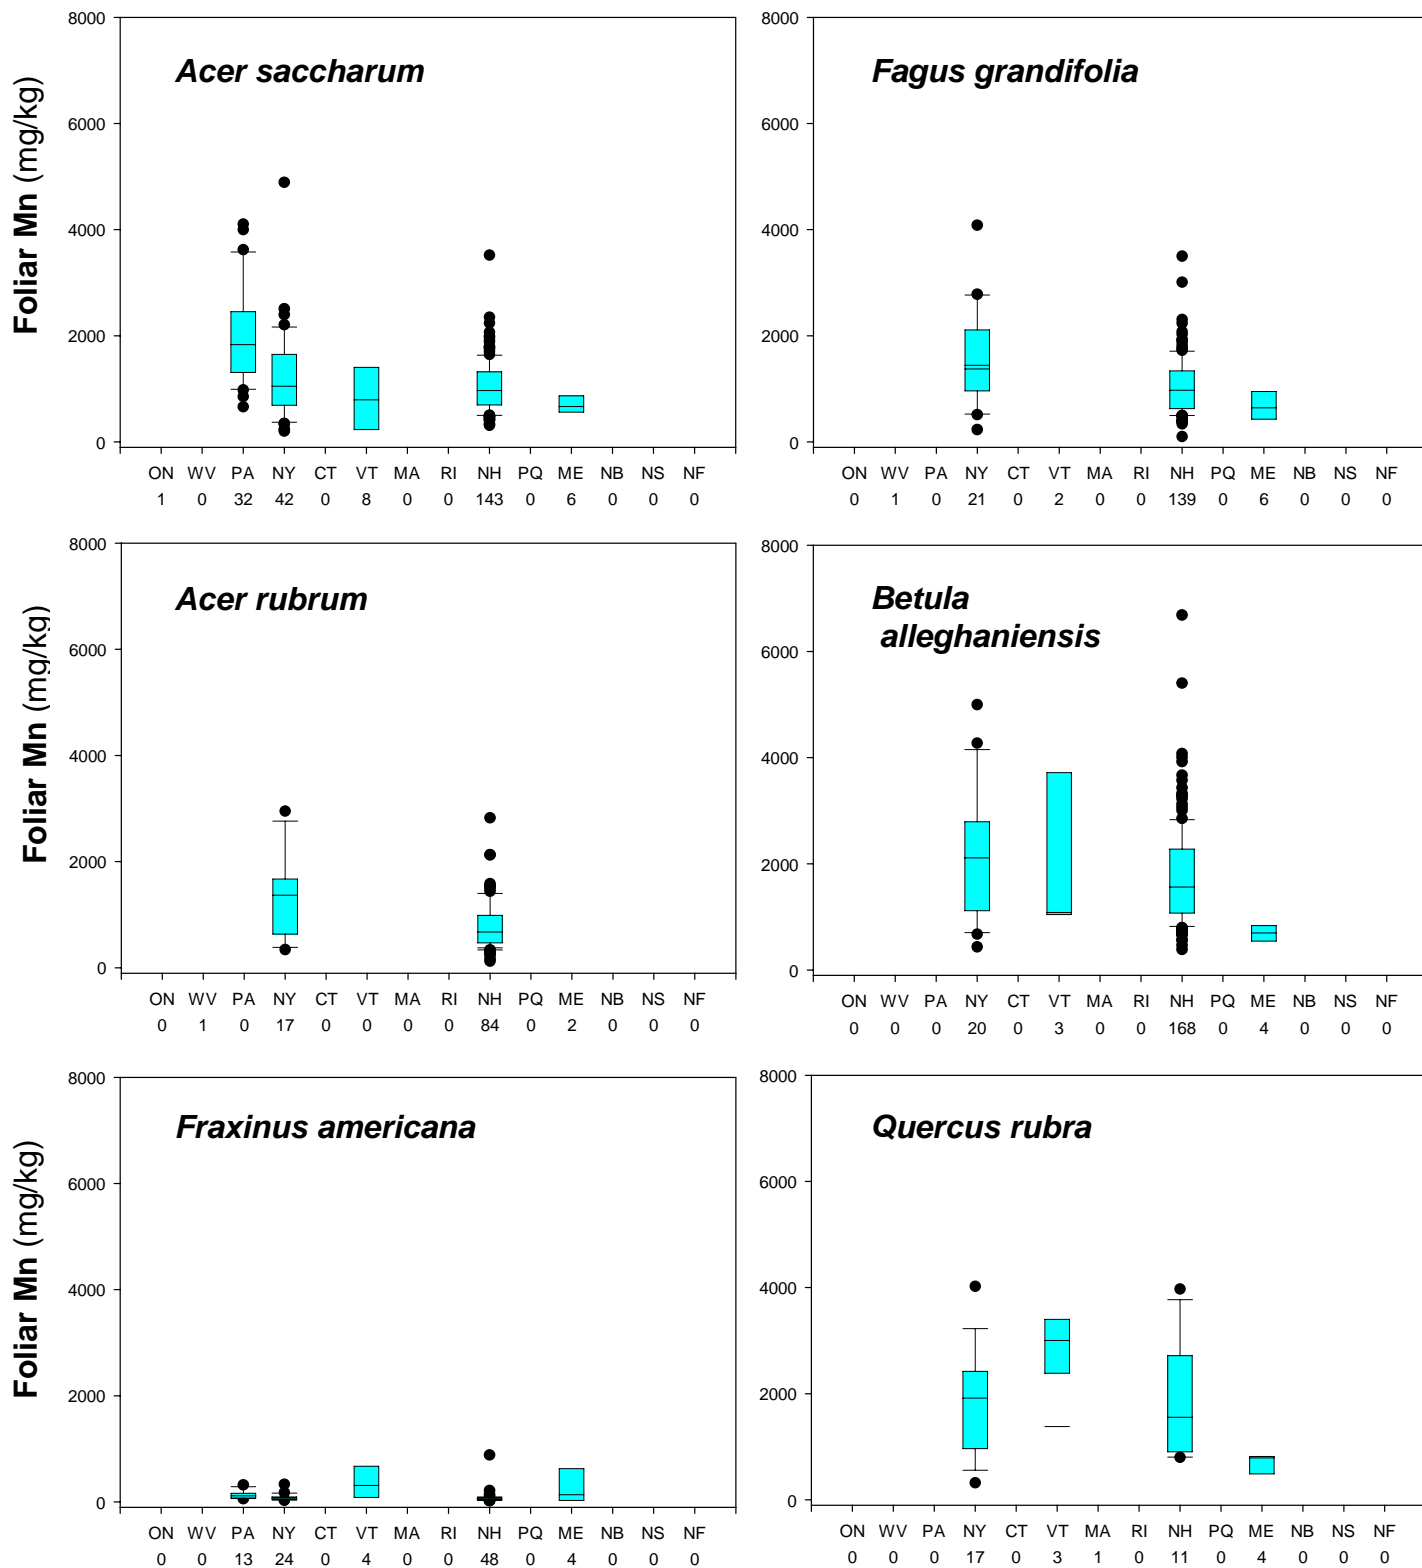 Acer saccharum
Foliar Mn (mg/kg)
8000
6000
4000
2000
0
ON WV PA NY CT VT MA RI NH PQ ME NB NS NF
1 0 32 42 0 8 0 0 143 0 6 0 0 0
Fagus grandifolia
8000
6000
4000
2000
0
ON WV PA NY CT VT MA RI NH PQ ME NB NS NF
0 1 0 21 0 2 0 0 139 0 6 0 0 0
Acer rubrum
Foliar Mn (mg/kg)
8000
6000
4000
2000
0
ON WV PA NY CT VT MA RI NH PQ ME NB NS NF
0 1 0 17 0 0 0 0 84 0 2 0 0 0
Betula
alleghaniensis
8000
6000
4000
2000
0
ON WV PA NY CT VT MA RI NH PQ ME NB NS NF
0 0 0 20 0 3 0 0 168 0 4 0 0 0
Fraxinus americana
Foliar Mn (mg/kg)
8000
6000
4000
2000
0
ON WV PA NY CT VT MA RI NH PQ ME NB NS NF
0 0 13 24 0 4 0 0 48 0 4 0 0 0
Quercus rubra
8000
6000
4000
2000
0
ON WV PA NY CT VT MA RI NH PQ ME NB NS NF
0 0 0 17 0 3 1 0 11 0 4 0 0 0